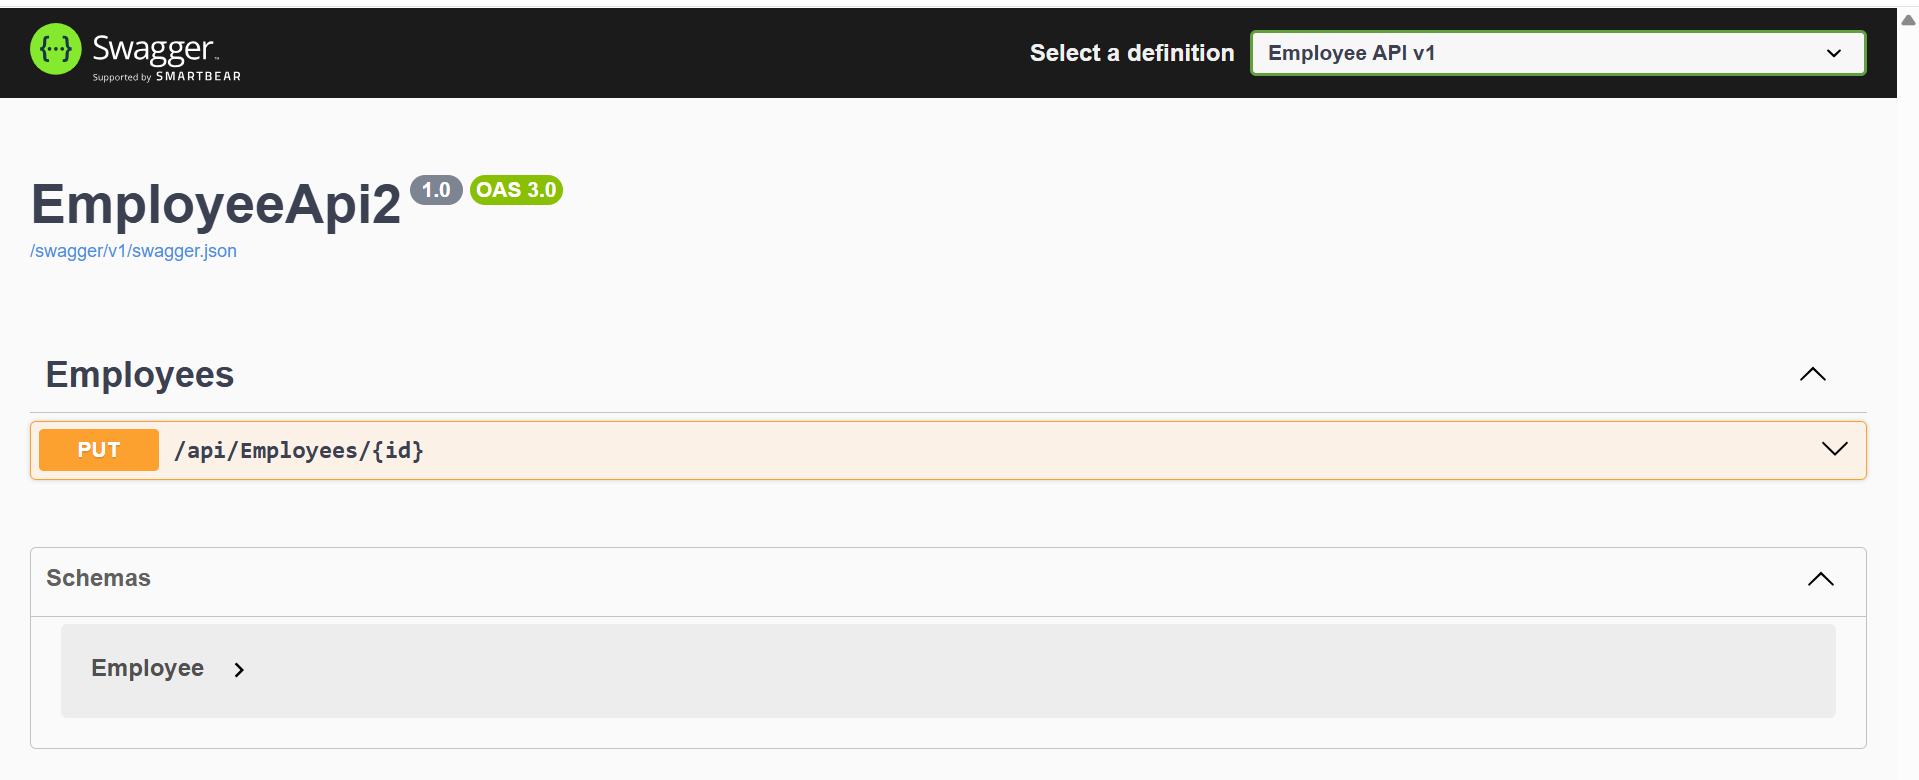 {···} Swagger™
Supported by SMARTBEAR
Select a definition
Employee API v1
EmployeeApi2 1.0 OAS 3.0
/swagger/v1/swagger.json
Employees
PUT /api/Employees/{id}
Schemas
Employee